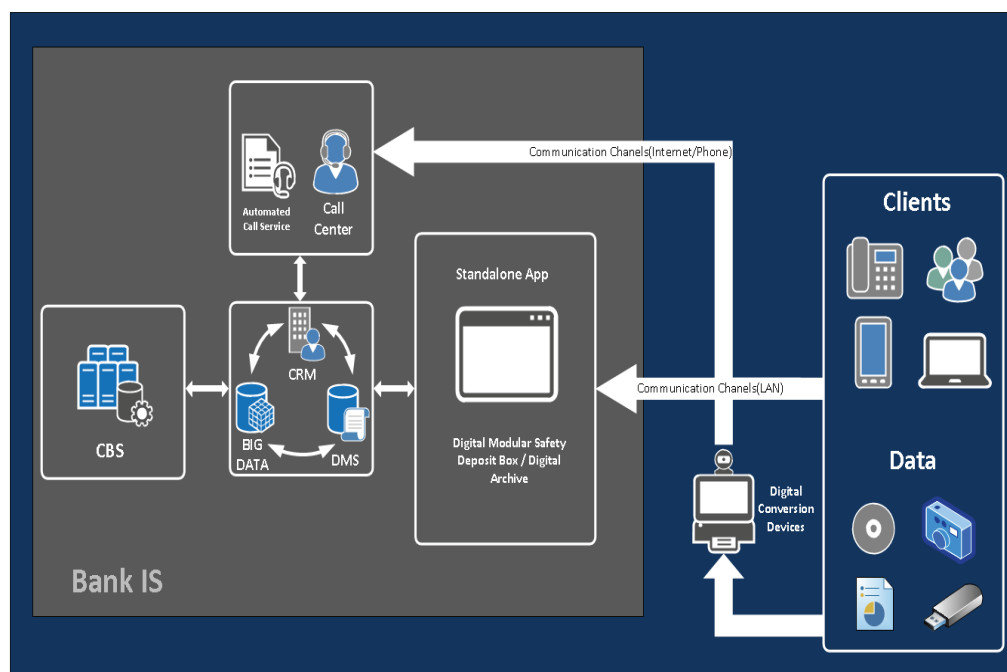 Communication Chanels(Internet/Phone)
Automated
Call Service
Call
Center
Clients
Standalone App
CRM
BIG
DATA
DMS
CBS
Communication Chanels(LAN)
Digital Modular Safety
Deposit Box / Digital
Archive
Digital
Conversion
Devices
Data
Bank IS